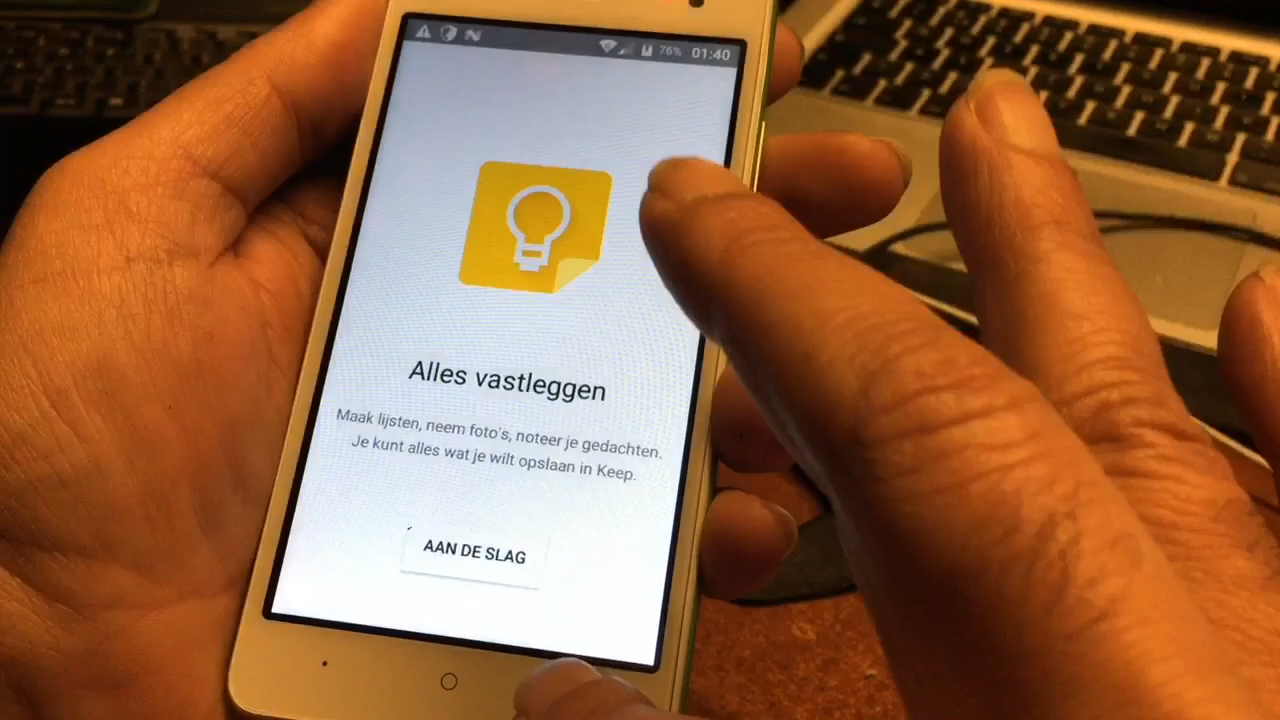 76% 01:40
Alles vastleggen
Maak lijsten, neem foto's, noteer je gedachten.
Je kunt alles wat je wilt opslaan in Keep.
AAN DE SLAG